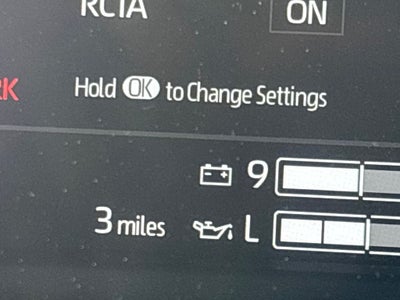 RCTA
ON
Hold OK to Change Settings
9
3 miles
L